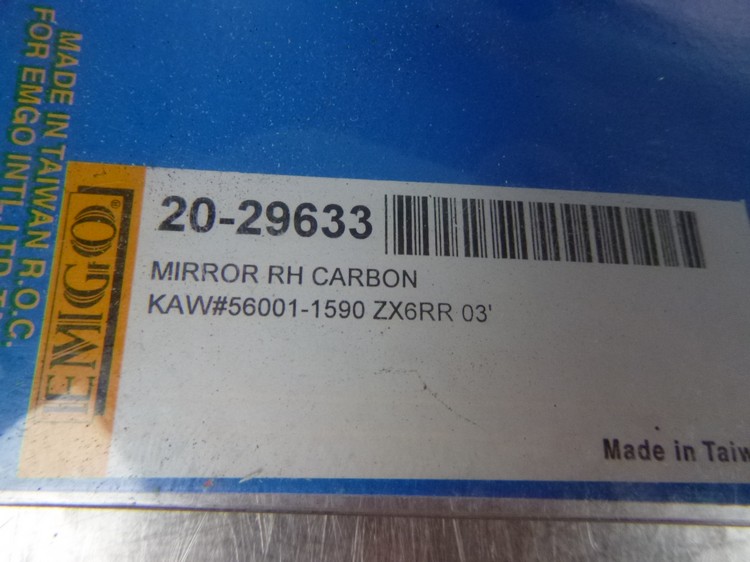 MADE IN TAIWAN R.O.C.
FOR EMGO INTL. LTD.
EMGO
20-29633
MIRROR RH CARBON
KAW#56001-1590 ZX6RR 03'
Made in Taiw